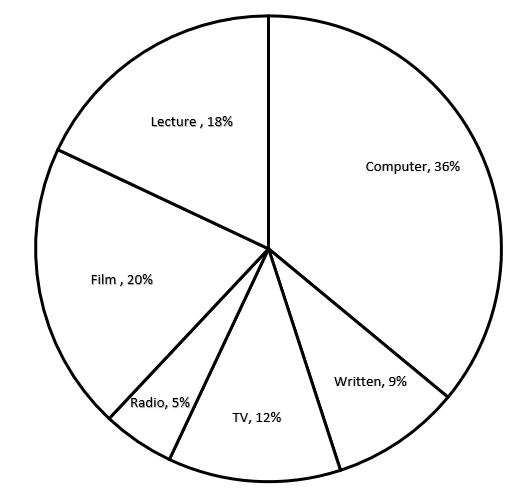 Lecture , 18%
Computer, 36%
Film , 20%
Written, 9%
Radio, 5%
TV, 12%